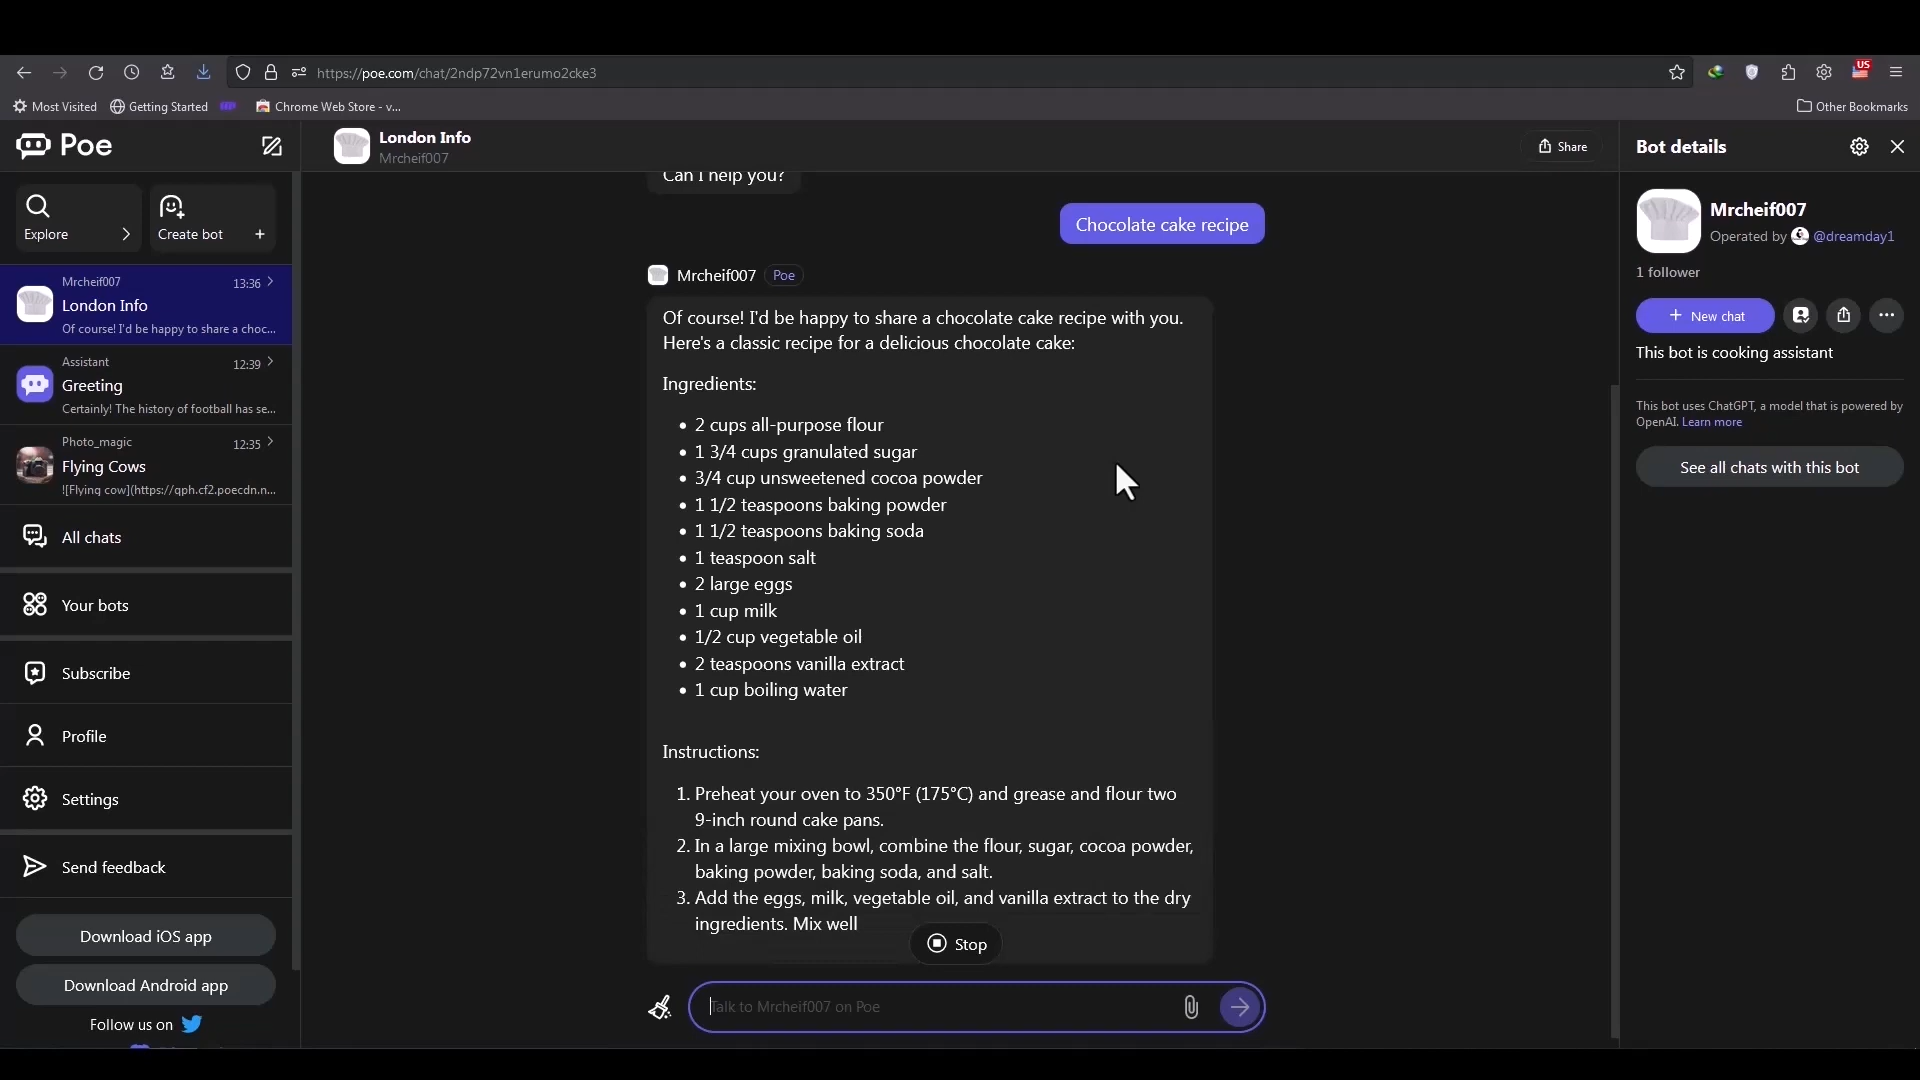 https://poe.com/chat/2ndp72vn1erumo2cke3
US
Most Visited
Getting Started
Chrome Web Store - v...
Other Bookmarks
Poe
Explore
Create bot
Mrcheif007
13:36
London Info
Of course! I'd be happy to share a choc...
Assistant
12:39
Greeting
Certainly! The history of football has se...
Photo_magic
12:35
Flying Cows
![Flying cow](https://qph.cf2.poecdn.n...
All chats
Your bots
Subscribe
Profile
Settings
Send feedback
Download iOS app
Download Android app
Follow us on
London Info
Mrcheif007
Share
Can I help you?
Chocolate cake recipe
Mrcheif007 Poe
Of course! I'd be happy to share a chocolate cake recipe with you.
Here's a classic recipe for a delicious chocolate cake:
Ingredients:
• 2 cups all-purpose flour
• 1 3/4 cups granulated sugar
• 3/4 cup unsweetened cocoa powder
• 1 1/2 teaspoons baking powder
• 1 1/2 teaspoons baking soda
• 1 teaspoon salt
• 2 large eggs
• 1 cup milk
• 1/2 cup vegetable oil
• 2 teaspoons vanilla extract
• 1 cup boiling water
Instructions:
1. Preheat your oven to 350°F (175°C) and grease and flour two
9-inch round cake pans.
2. In a large mixing bowl, combine the flour, sugar, cocoa powder,
baking powder, baking soda, and salt.
3. Add the eggs, milk, vegetable oil, and vanilla extract to the dry
ingredients. Mix well
Stop
Talk to Mrcheif007 on Poe
Bot details
Mrcheif007
Operated by @dreamday1
1 follower
New chat
This bot is cooking assistant
This bot uses ChatGPT, a model that is powered by
OpenAI. Learn more
See all chats with this bot